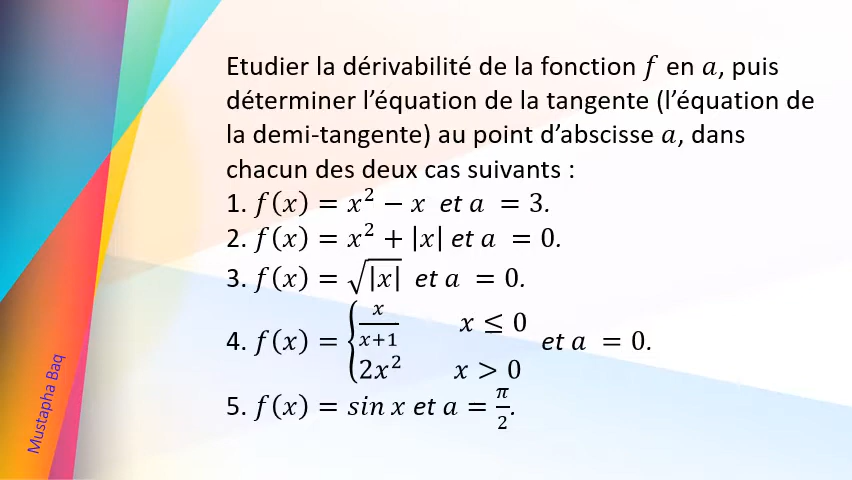 Etudier la dérivabilité de la fonction f en a, puis
déterminer l’équation de la tangente (l’équation de
la demi-tangente) au point d’abscisse a, dans
chacun des deux cas suivants :
1. f(x) = x² − x et a = 3.
2. f(x) = x² + |x| et a = 0.
3. f(x) = √|x| et a = 0.
4. f(x) = { x/(x+1) x ≤ 0 ; 2x² x > 0 et a = 0.
5. f(x) = sin x et a = π/2.
Mustapha Baq